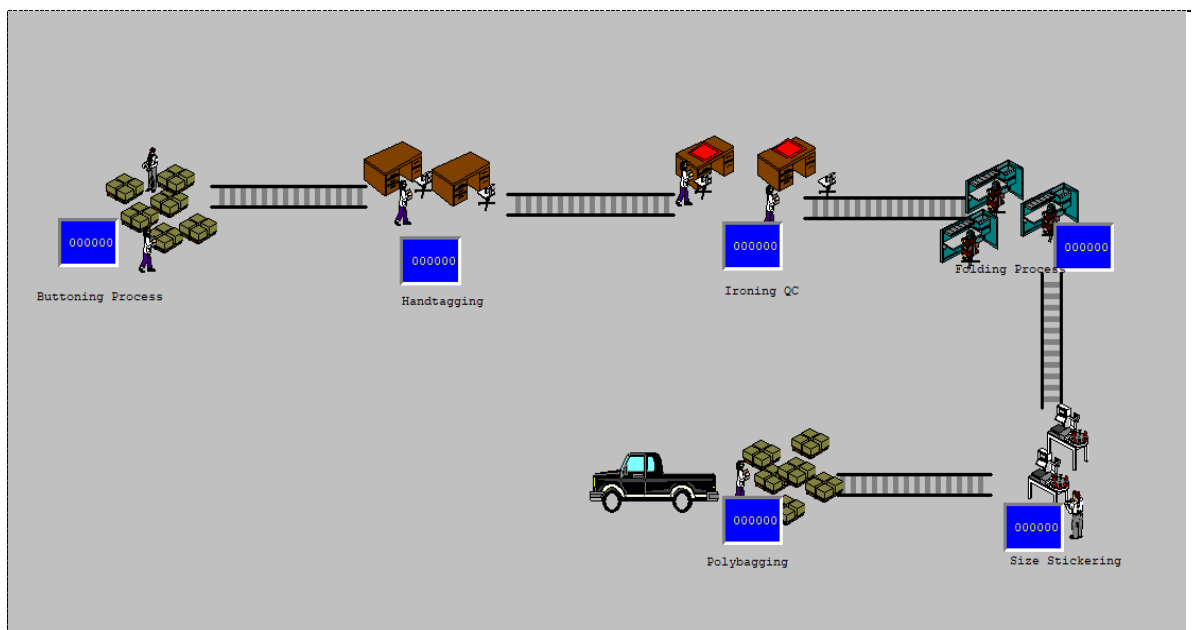 000000
Buttoning Process
000000
Handtagging
000000
Ironing QC
000000
Folding Process
000000
Size Stickering
000000
Polybagging